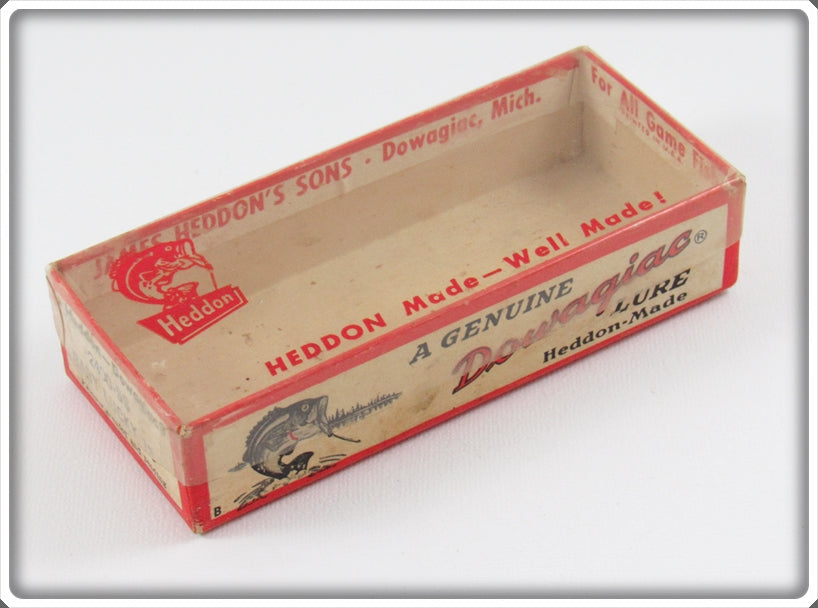 JAMES HEDDON'S SONS · Dowagiac, Mich.
For All Game Fish
Heddon
HEDDON Made—Well Made!
A GENUINE
Dowagiac®
LURE
Heddon-Made
B